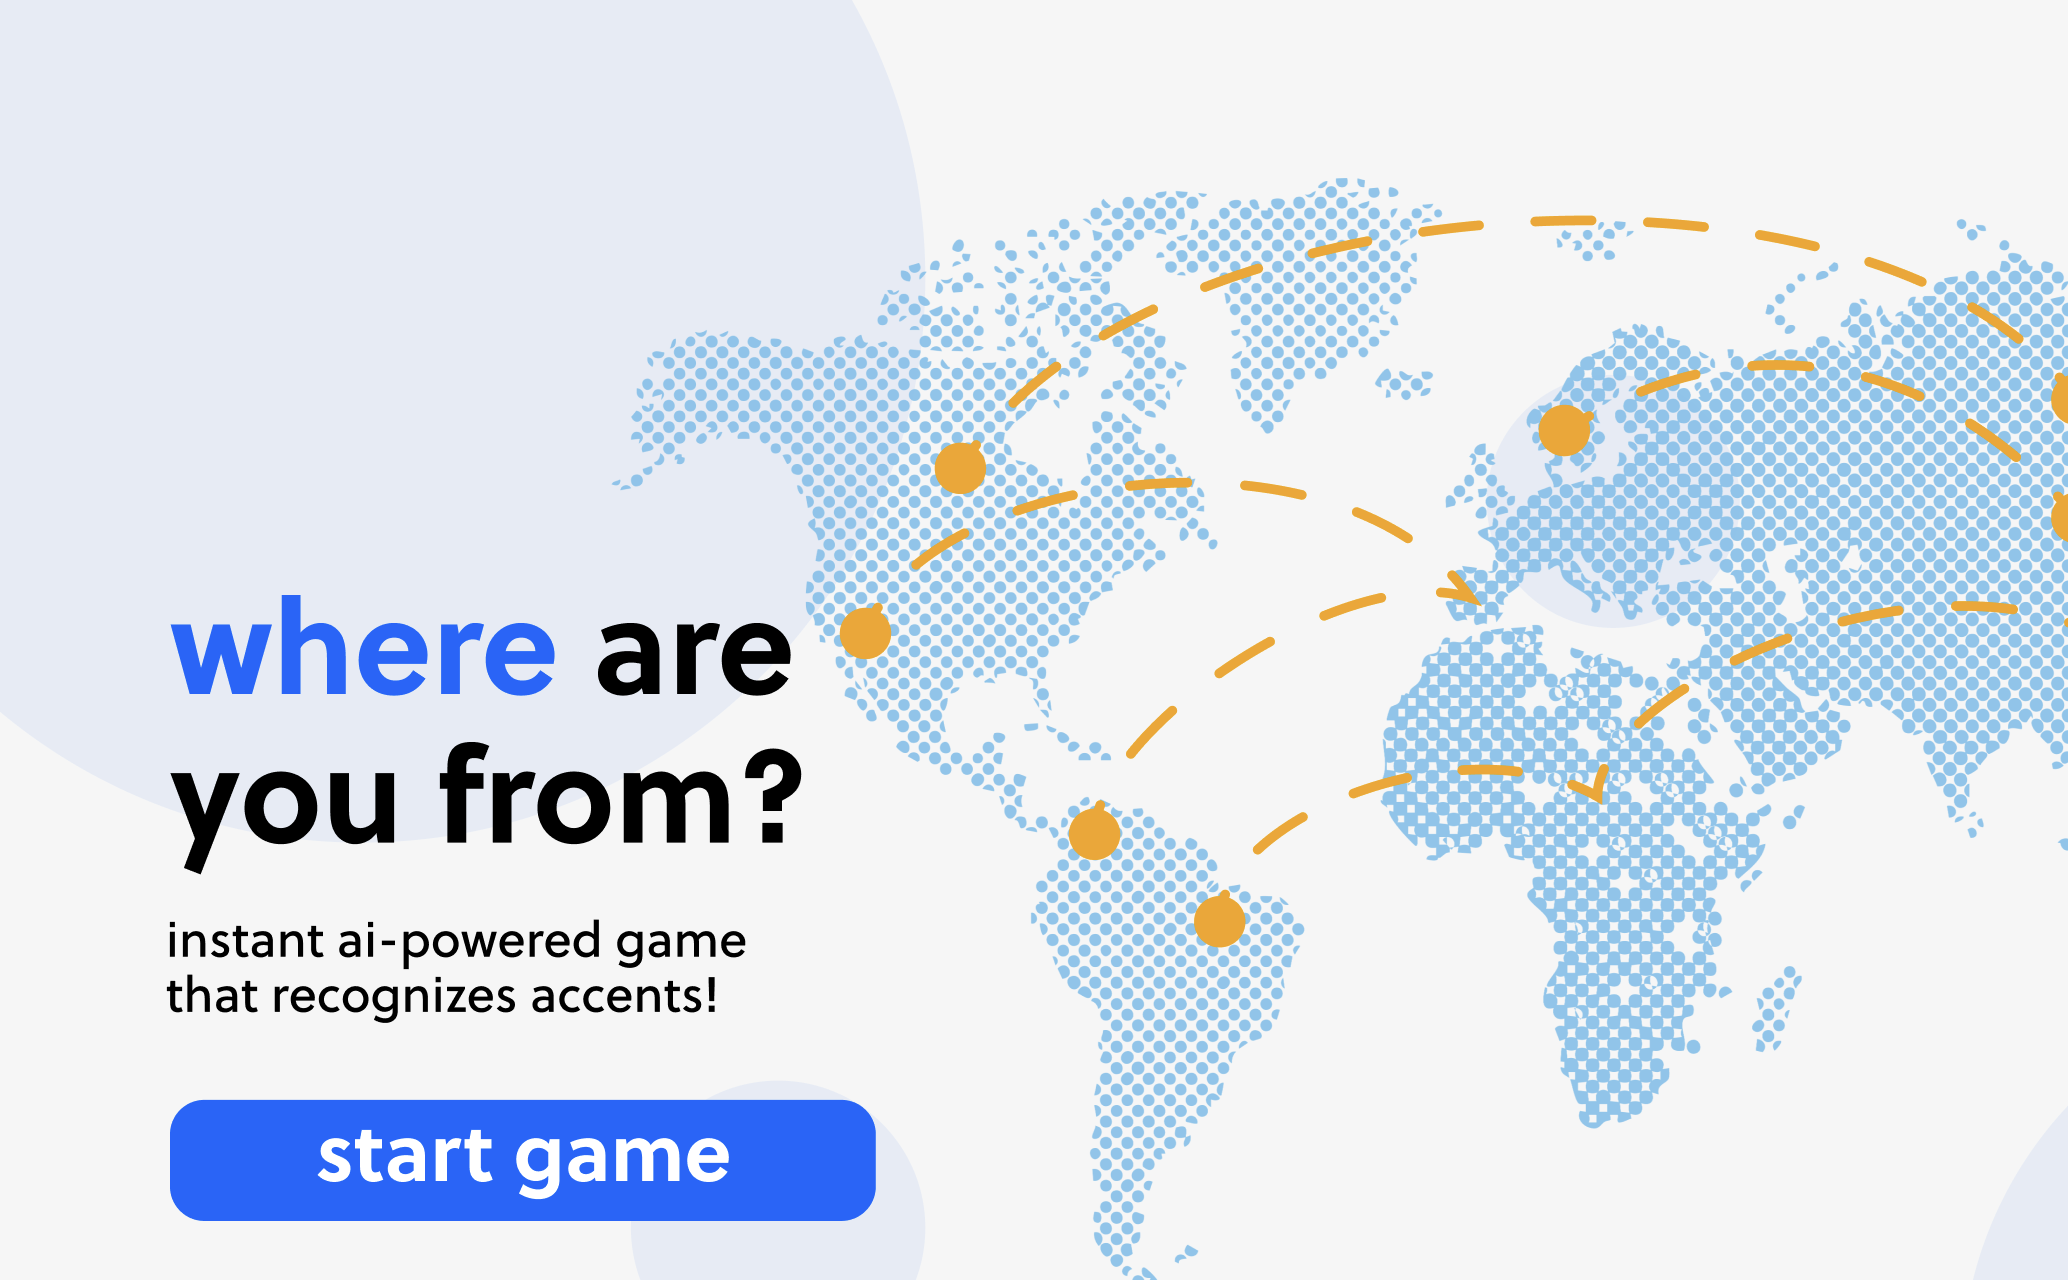 where are
you from?
instant ai-powered game
that recognizes accents!
start game